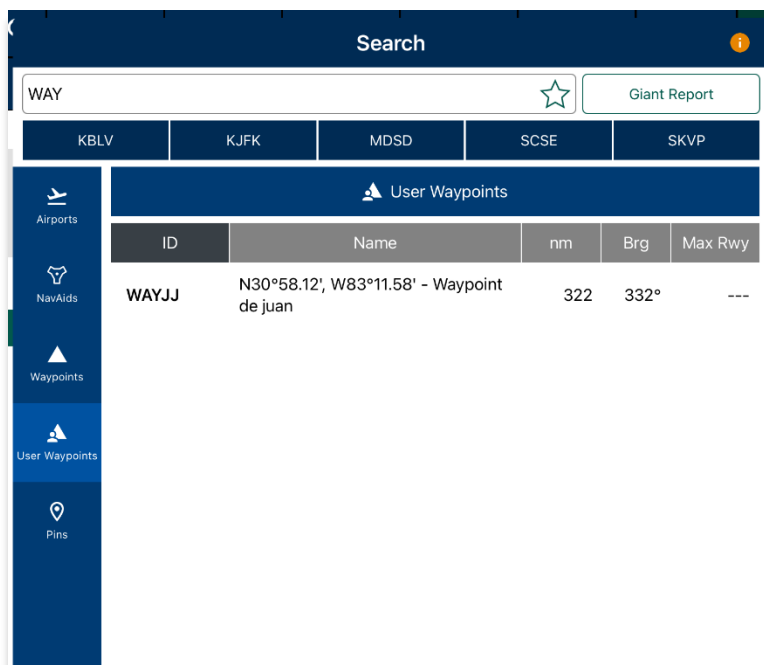 Search
WAY
Giant Report
KBLV KJFK MDSD SCSE SKVP
Airports
NavAids
Waypoints
User Waypoints
Pins
User Waypoints
ID Name nm Brg Max Rwy
WAYJJ N30°58.12', W83°11.58' - Waypoint 322 332° ---
de juan